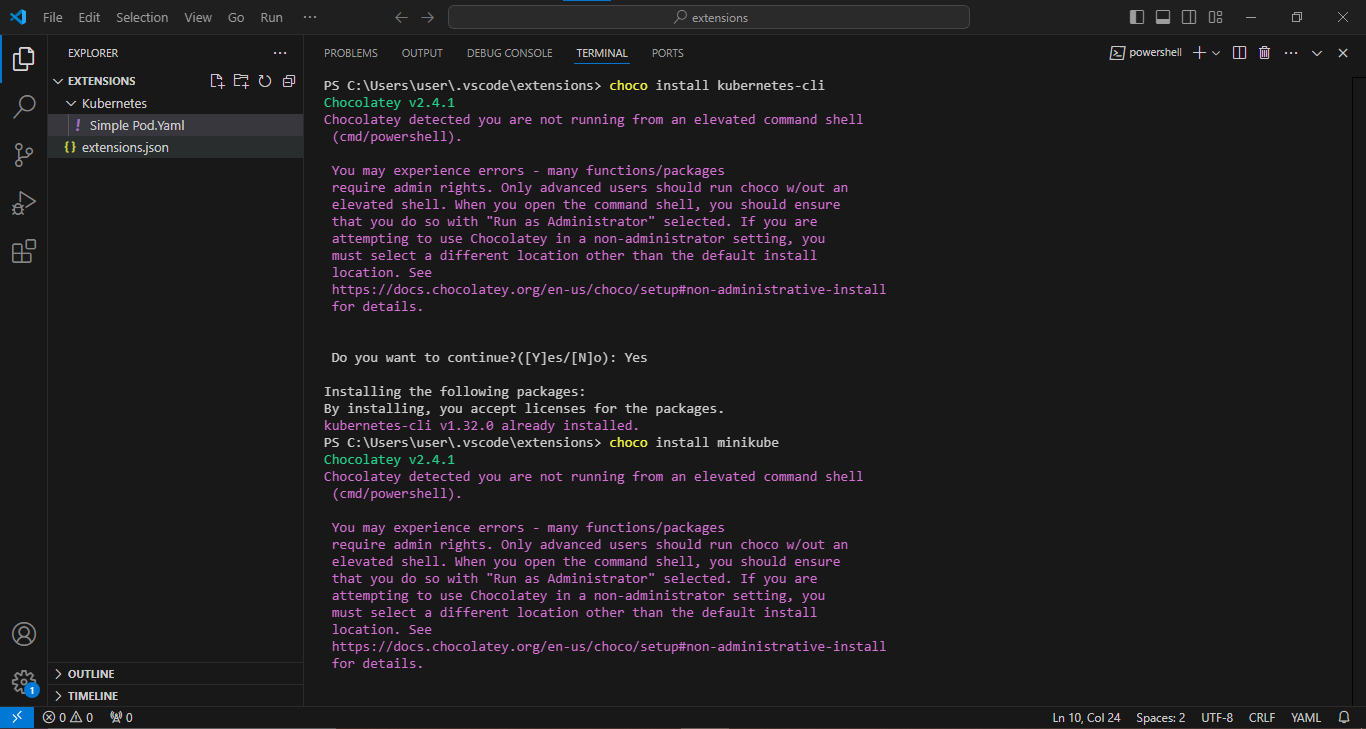 File Edit Selection View Go Run ··· extensions
EXPLORER ···
EXTENSIONS
Kubernetes
! Simple Pod.Yaml
{} extensions.json
OUTLINE
TIMELINE
PROBLEMS OUTPUT DEBUG CONSOLE TERMINAL PORTS powershell ···
PS C:\Users\user\.vscode\extensions> choco install kubernetes-cli
Chocolatey v2.4.1
Chocolatey detected you are not running from an elevated command shell
(cmd/powershell).
You may experience errors - many functions/packages
require admin rights. Only advanced users should run choco w/out an
elevated shell. When you open the command shell, you should ensure
that you do so with "Run as Administrator" selected. If you are
attempting to use Chocolatey in a non-administrator setting, you
must select a different location other than the default install
location. See
https://docs.chocolatey.org/en-us/choco/setup#non-administrative-install
for details.
Do you want to continue?([Y]es/[N]o): Yes
Installing the following packages:
By installing, you accept licenses for the packages.
kubernetes-cli v1.32.0 already installed.
PS C:\Users\user\.vscode\extensions> choco install minikube
Chocolatey v2.4.1
Chocolatey detected you are not running from an elevated command shell
(cmd/powershell).
You may experience errors - many functions/packages
require admin rights. Only advanced users should run choco w/out an
elevated shell. When you open the command shell, you should ensure
that you do so with "Run as Administrator" selected. If you are
attempting to use Chocolatey in a non-administrator setting, you
must select a different location other than the default install
location. See
https://docs.chocolatey.org/en-us/choco/setup#non-administrative-install
for details.
1
0 0 0 Ln 10, Col 24 Spaces: 2 UTF-8 CRLF YAML